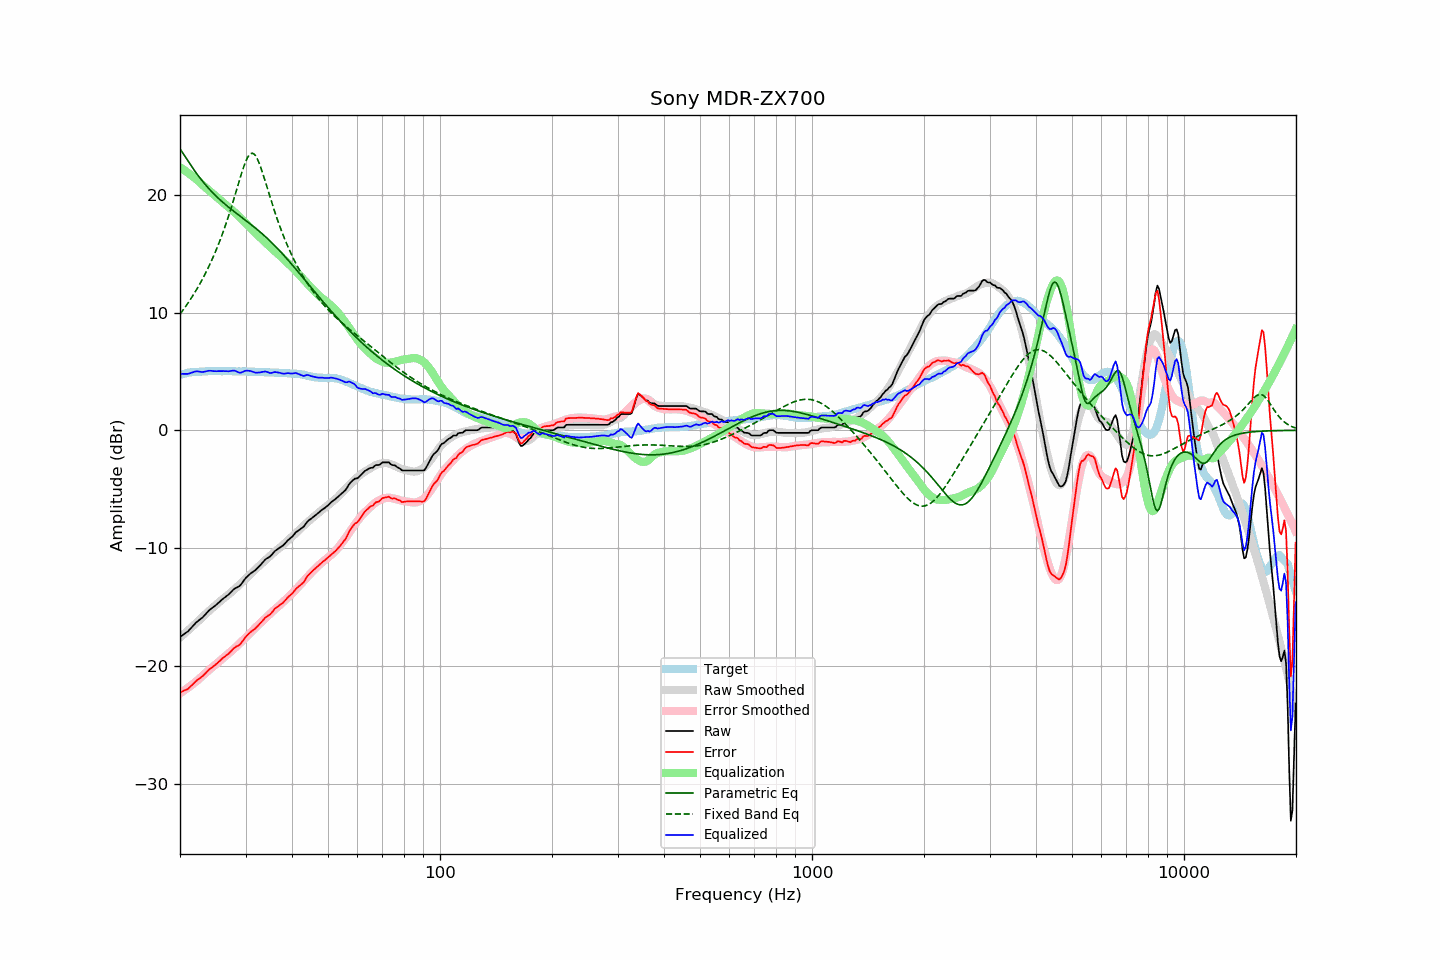 Sony MDR-ZX700
Amplitude (dBr)
20
10
0
−10
−20
−30
Target
Raw Smoothed
Error Smoothed
Raw
Error
Equalization
Parametric Eq
Fixed Band Eq
Equalized
100
1000
10000
Frequency (Hz)